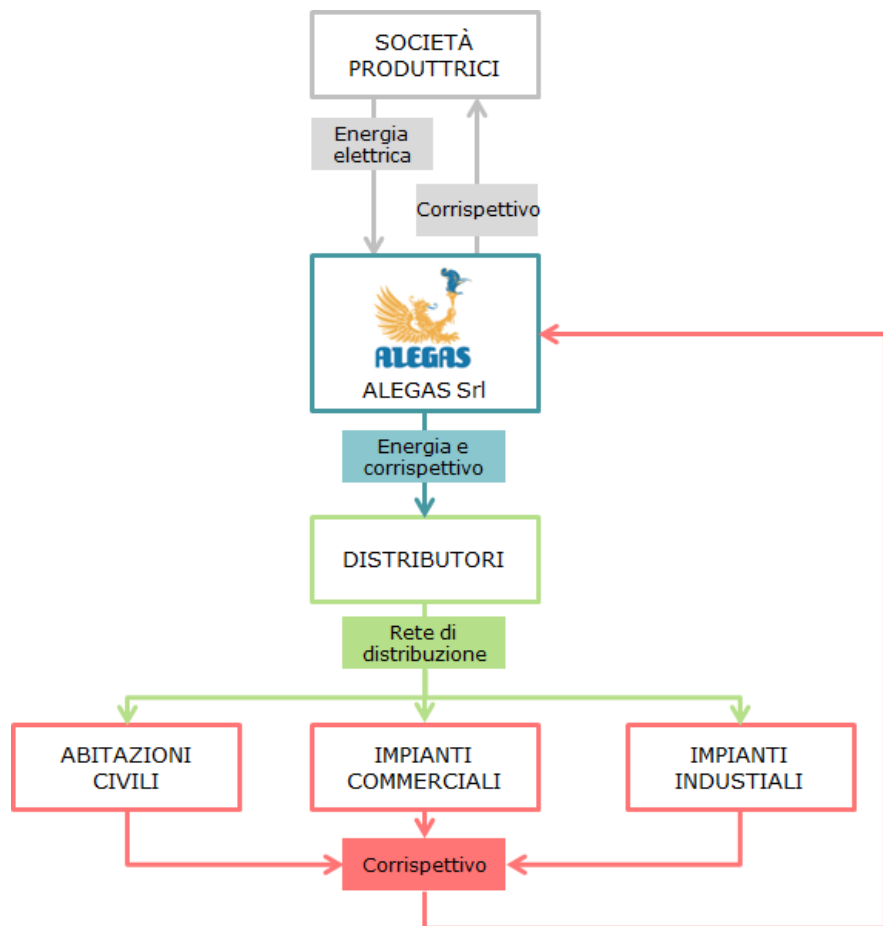 SOCIETÀ
PRODUTTRICI
Energia
elettrica
Corrispettivo
ALEGAS
ALEGAS Srl
Energia e
corrispettivo
DISTRIBUTORI
Rete di
distribuzione
ABITAZIONI
CIVILI
IMPIANTI
COMMERCIALI
IMPIANTI
INDUSTIALI
Corrispettivo